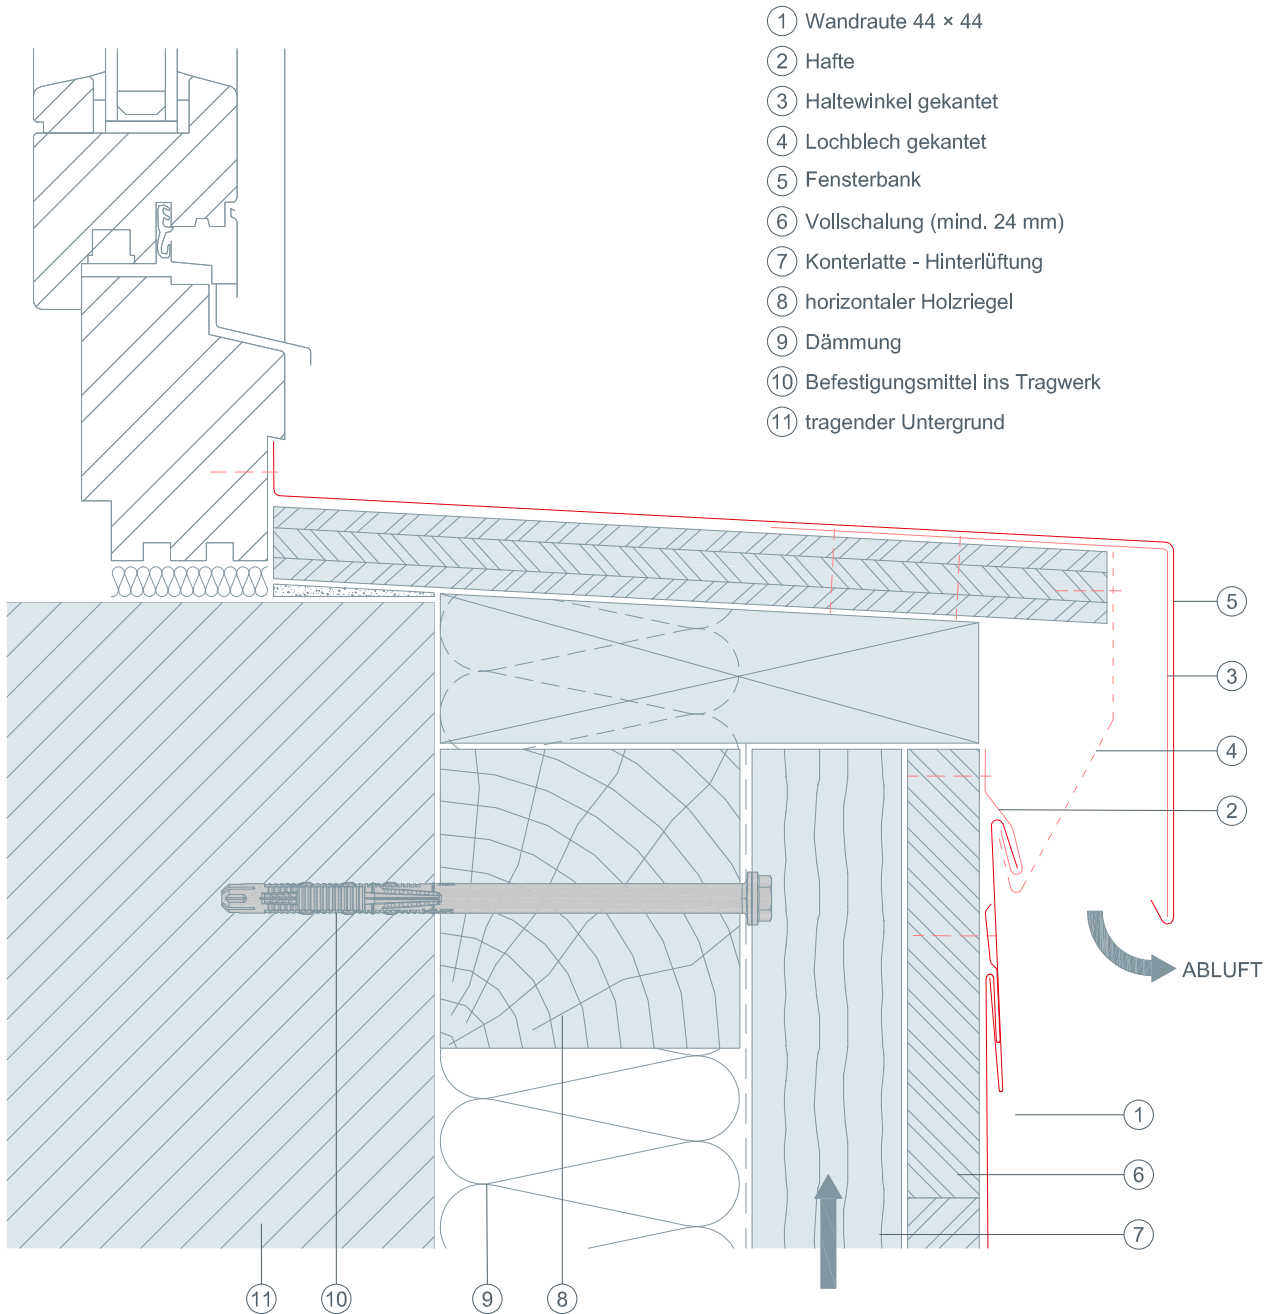 1 Wandraute 44 × 44
2 Hafte
3 Haltewinkel gekantet
4 Lochblech gekantet
5 Fensterbank
6 Vollschalung (mind. 24 mm)
7 Konterlatte - Hinterlüftung
8 horizontaler Holzriegel
9 Dämmung
10 Befestigungsmittel ins Tragwerk
11 tragender Untergrund
5
3
4
2
ABLUFT
1
6
7
11 10 9 8